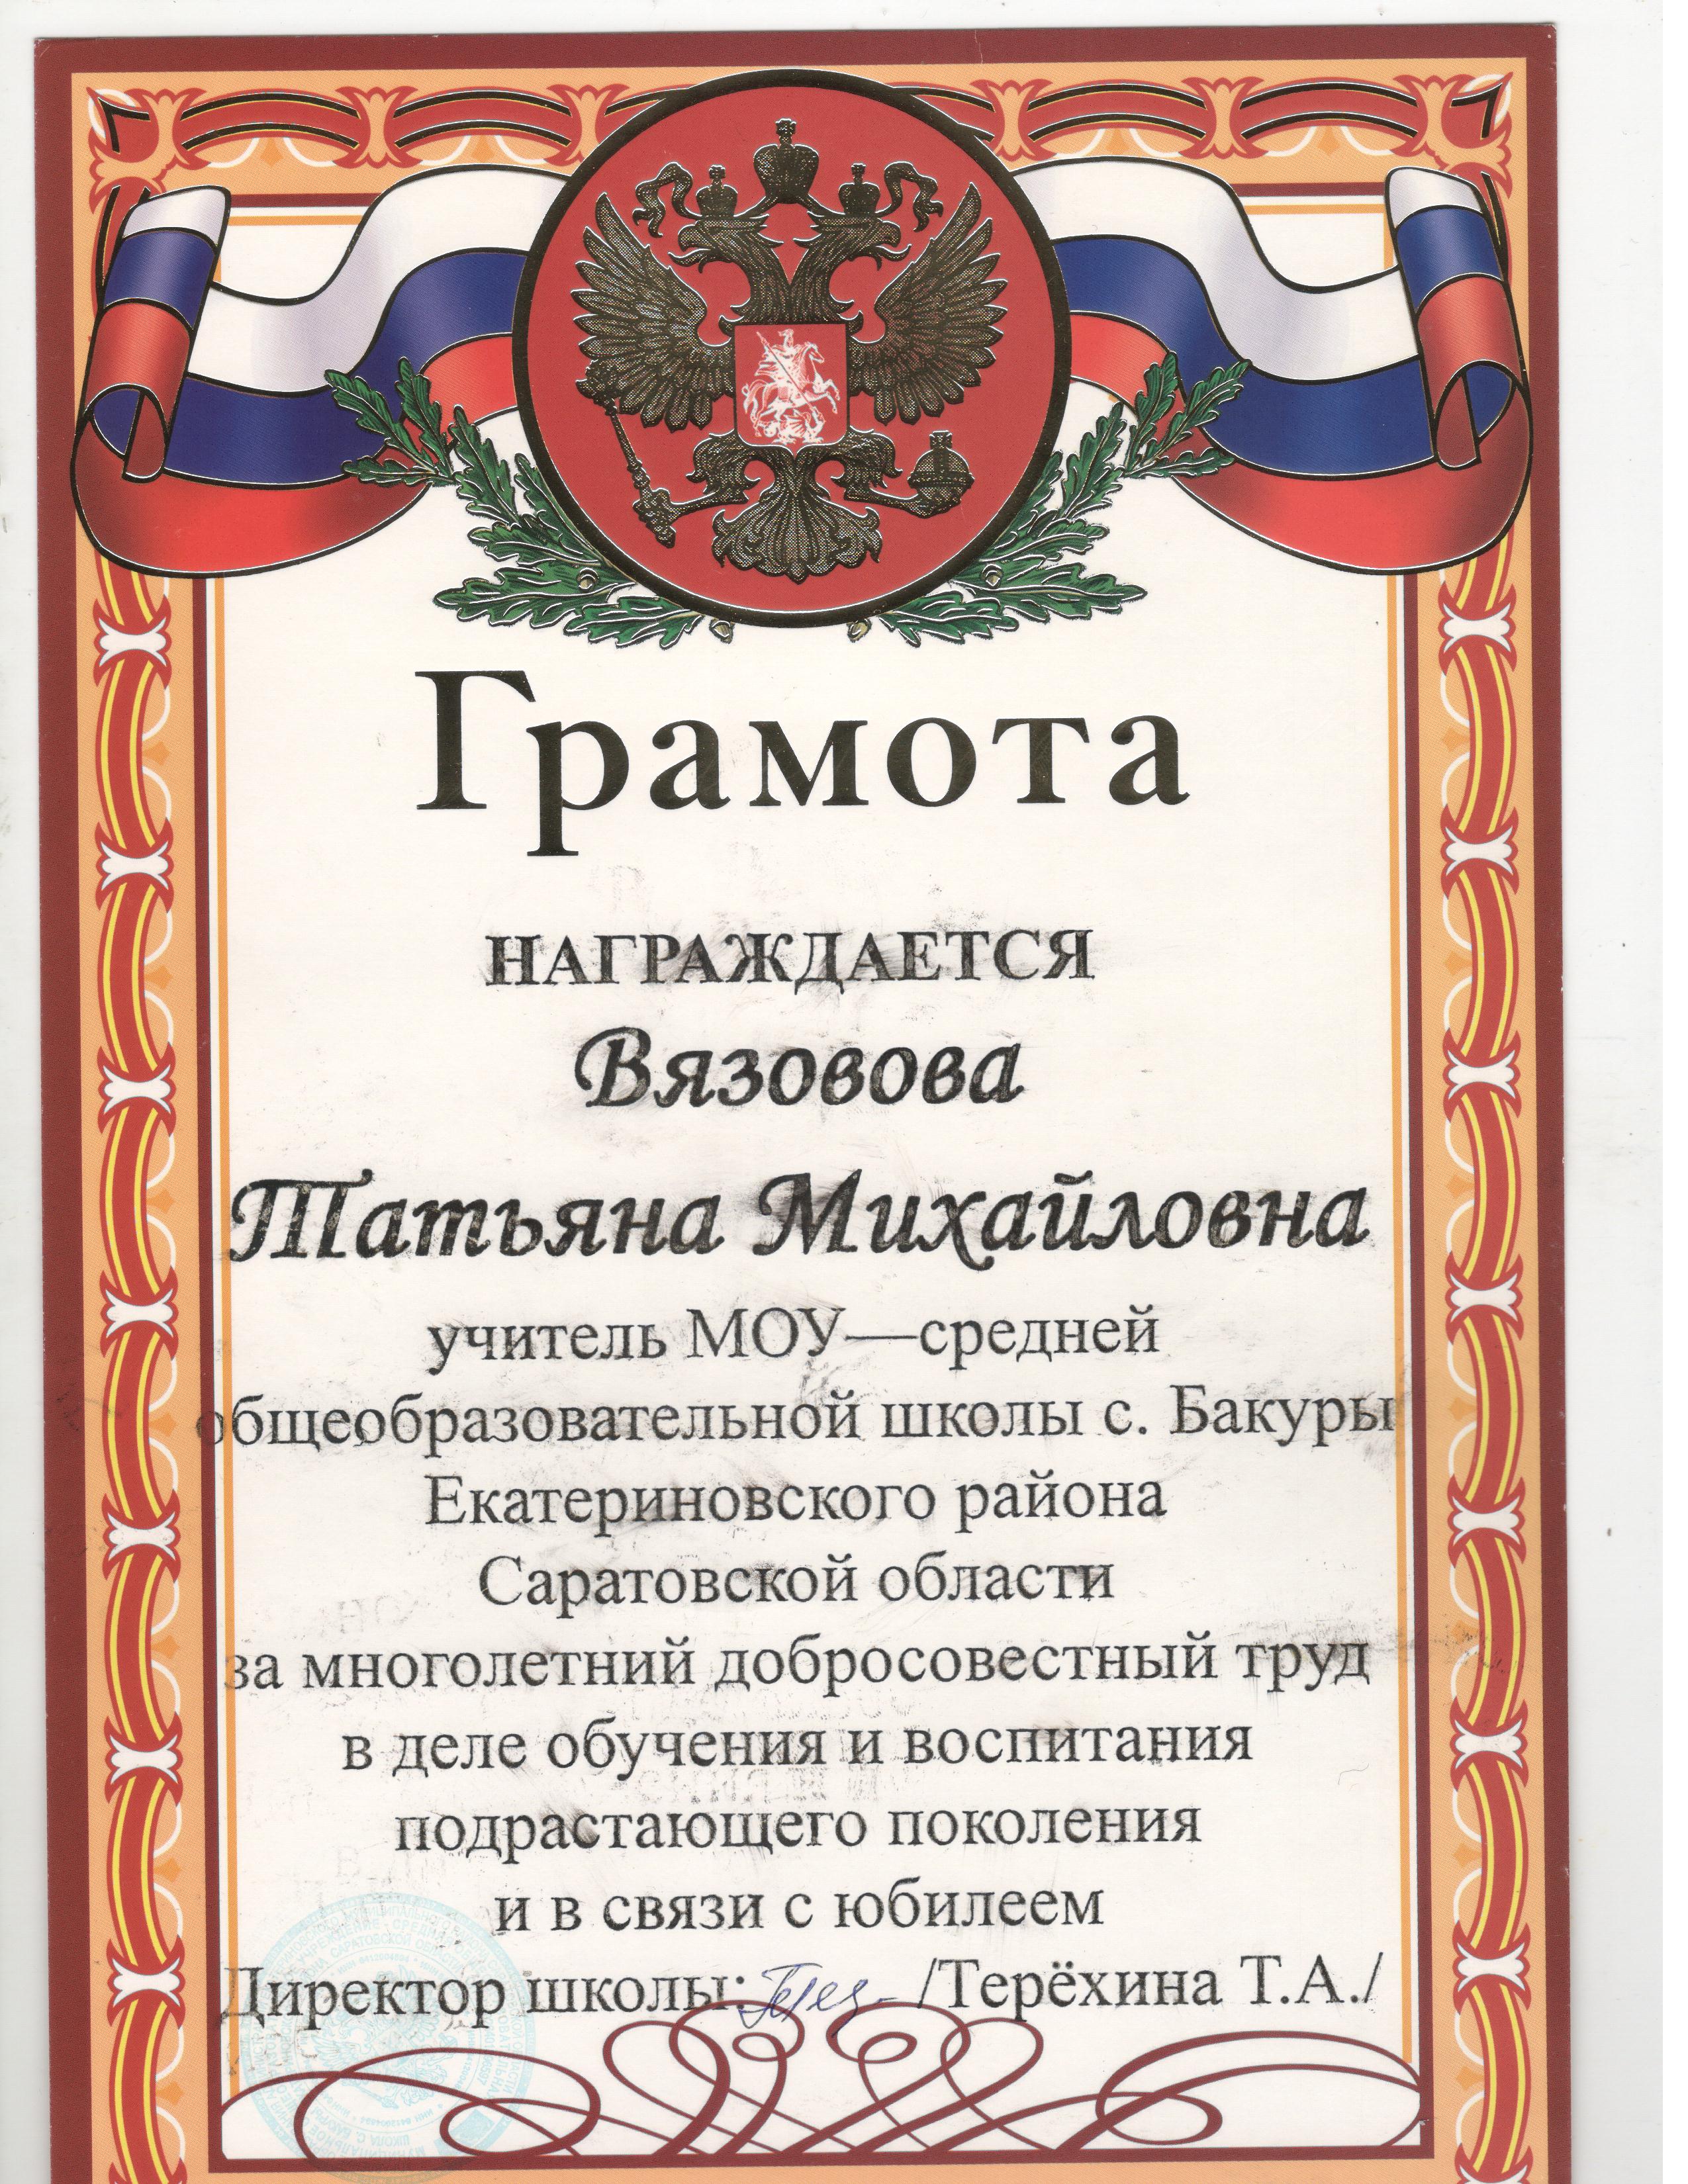 Грамота
НАГРАЖДАЕТСЯ
Вязовова
Татьяна Михайловна
учитель МОУ—средней
общеобразовательной школы с. Бакуры
Екатериновского района
Саратовской области
за многолетний добросовестный труд
в деле обучения и воспитания
подрастающего поколения
и в связи с юбилеем
Директор школы: /Терёхина Т.А./